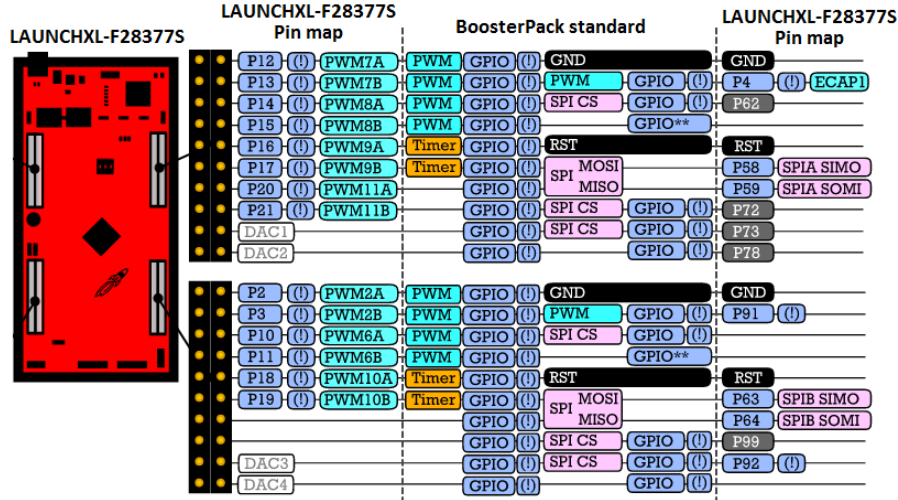 LAUNCHXL-F28377S
LAUNCHXL-F28377S
Pin map
BoosterPack standard
LAUNCHXL-F28377S
Pin map
P12 (!) PWM7A PWM GPIO (!) GND GND
P13 (!) PWM7B PWM GPIO (!) PWM GPIO (!) P4 (!) ECAP1
P14 (!) PWM8A PWM GPIO (!) SPI CS GPIO (!) P62
P15 (!) PWM8B PWM GPIO (!) GPIO**
P16 (!) PWM9A Timer GPIO (!) RST RST
P17 (!) PWM9B Timer GPIO (!) SPI MOSI P58 SPIA SIMO
P20 (!) PWM11A GPIO (!) MISO P59 SPIA SOMI
P21 (!) PWM11B GPIO (!) SPI CS GPIO (!) P72
DAC1 GPIO (!) SPI CS GPIO (!) P73
DAC2 GPIO (!) GPIO (!) P78
P2 (!) PWM2A PWM GPIO (!) GND GND
P3 (!) PWM2B PWM GPIO (!) PWM GPIO (!) P91 (!)
P10 (!) PWM6A PWM GPIO (!) SPI CS GPIO (!)
P11 (!) PWM6B PWM GPIO (!) GPIO**
P18 (!) PWM10A Timer GPIO (!) RST RST
P19 (!) PWM10B Timer GPIO (!) SPI MOSI P63 SPIB SIMO
GPIO (!) MISO P64 SPIB SOMI
GPIO (!) SPI CS GPIO (!) P99
DAC3 GPIO (!) SPI CS GPIO (!) P92 (!)
DAC4 GPIO (!) GPIO (!)